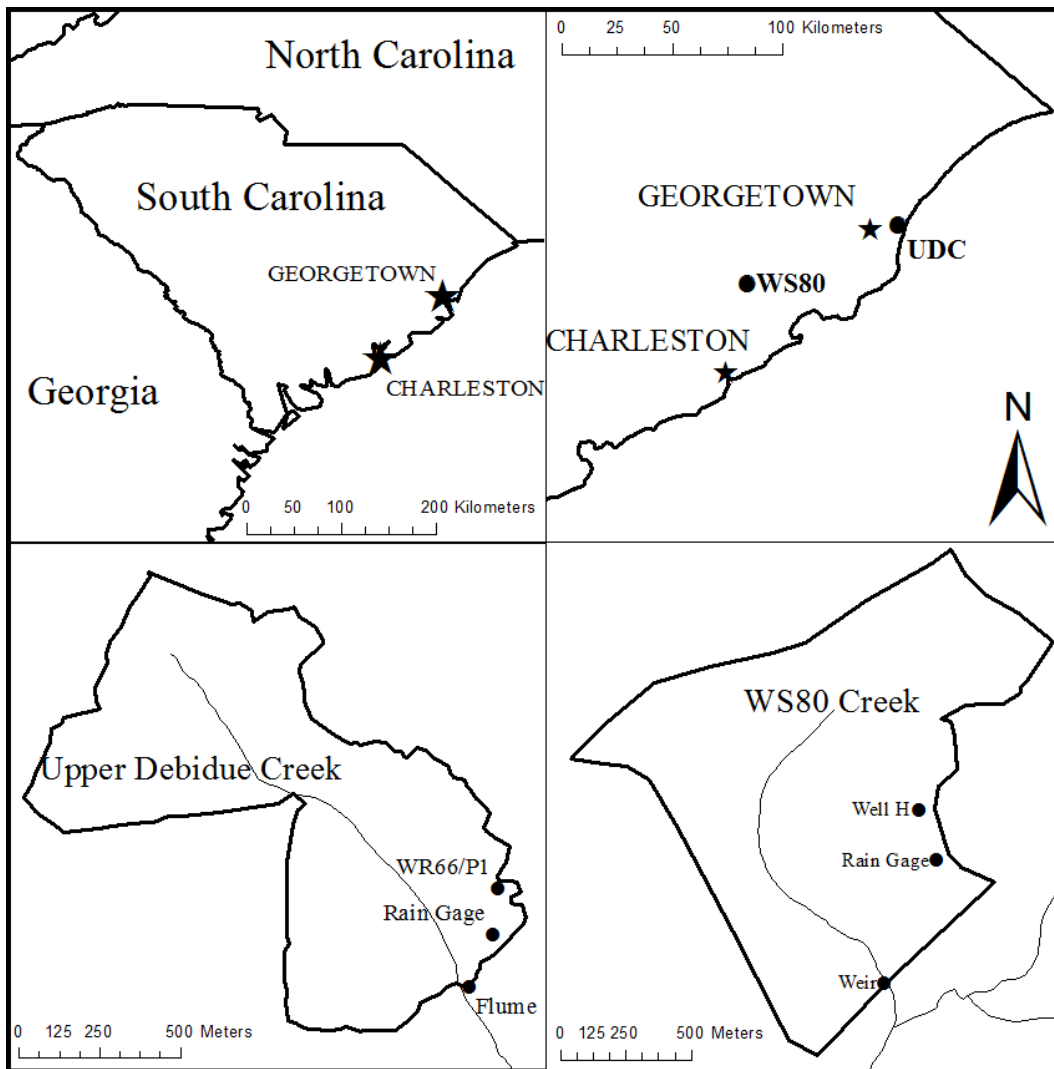 North Carolina
South Carolina
GEORGETOWN
CHARLESTON
Georgia
0 50 100 200 Kilometers
0 25 50 100 Kilometers
GEORGETOWN
UDC
WS80
CHARLESTON
N
Upper Debidue Creek
WR66/P1
Rain Gage
Flume
0 125 250 500 Meters
WS80 Creek
Well H
Rain Gage
Weir
0 125 250 500 Meters